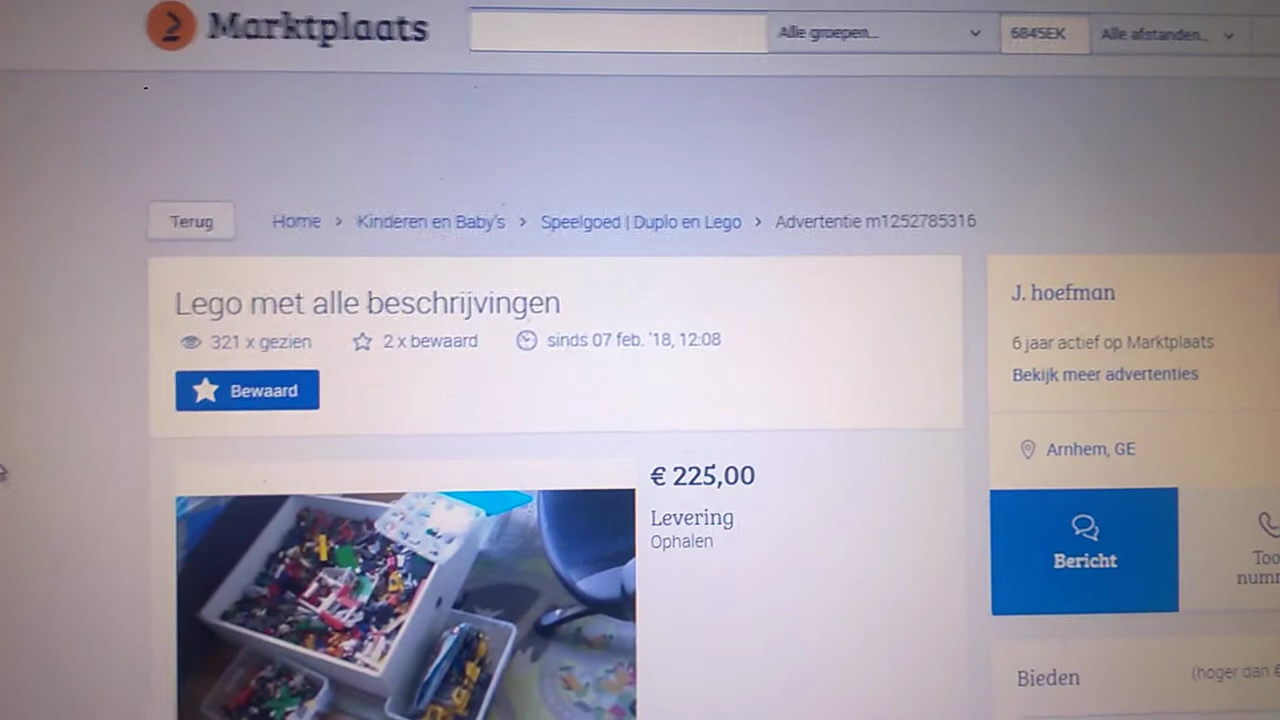 Marktplaats
Alle groepen...
6845EK
Alle afstanden...
Terug
Home > Kinderen en Baby's > Speelgoed | Duplo en Lego > Advertentie m1252785316
Lego met alle beschrijvingen
321 x gezien
2 x bewaard
sinds 07 feb. '18, 12:08
Bewaard
€ 225,00
Levering
Ophalen
J. hoefman
6 jaar actief op Marktplaats
Bekijk meer advertenties
Arnhem, GE
Bericht
Bieden
(hoger dan €